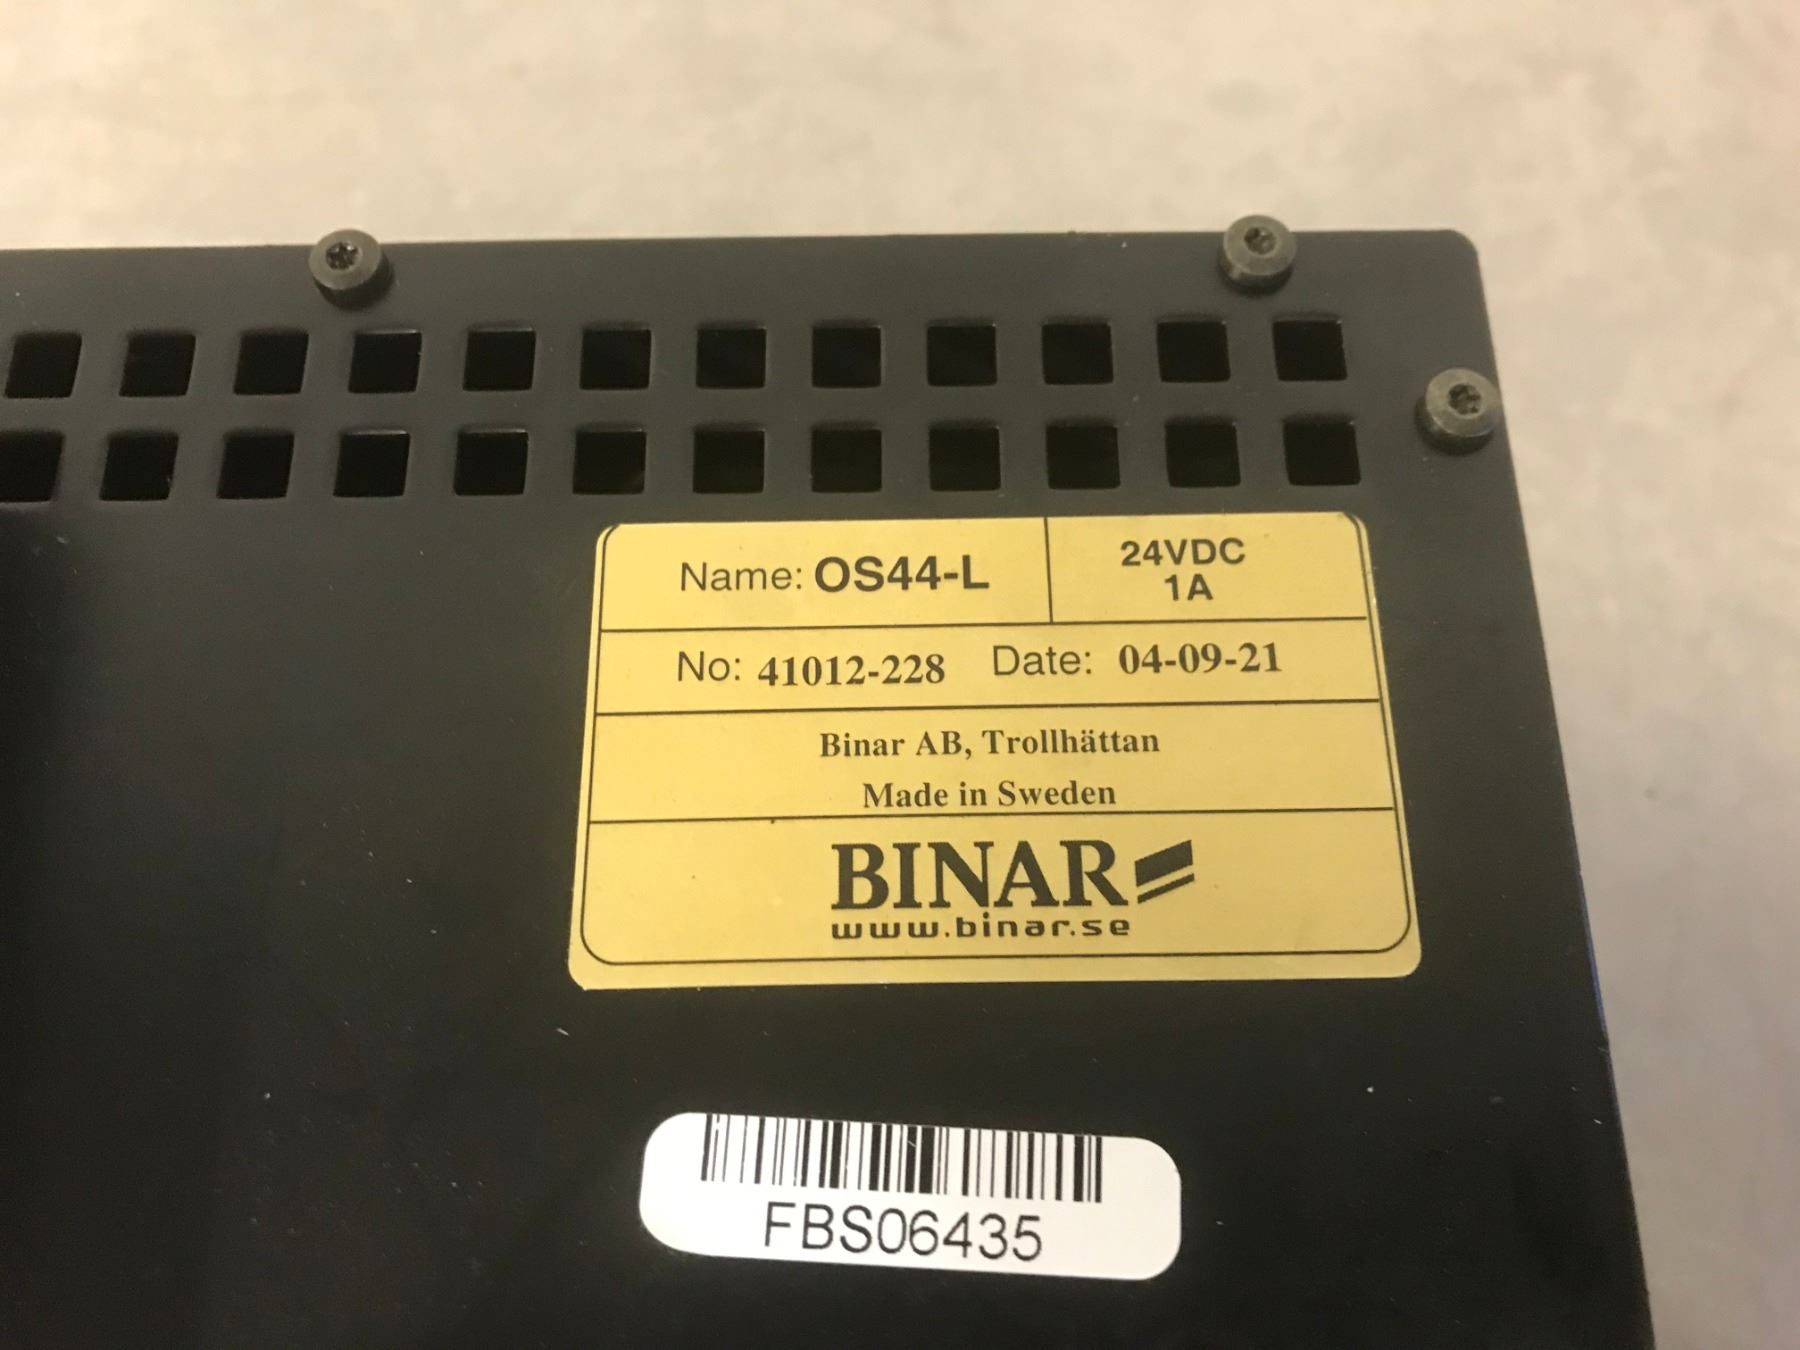 Name: OS44-L
24VDC
1A
No: 41012-228 Date: 04-09-21
Binar AB, Trollhättan
Made in Sweden
BINAR
www.binar.se
FBS06435